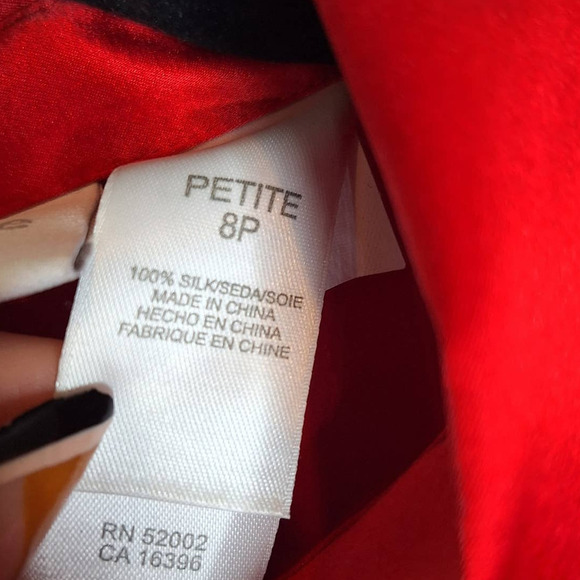 PETITE
8P
100% SILK/SEDA/SOIE
MADE IN CHINA
HECHO EN CHINA
FABRIQUE EN CHINE
RN 52002
CA 16396